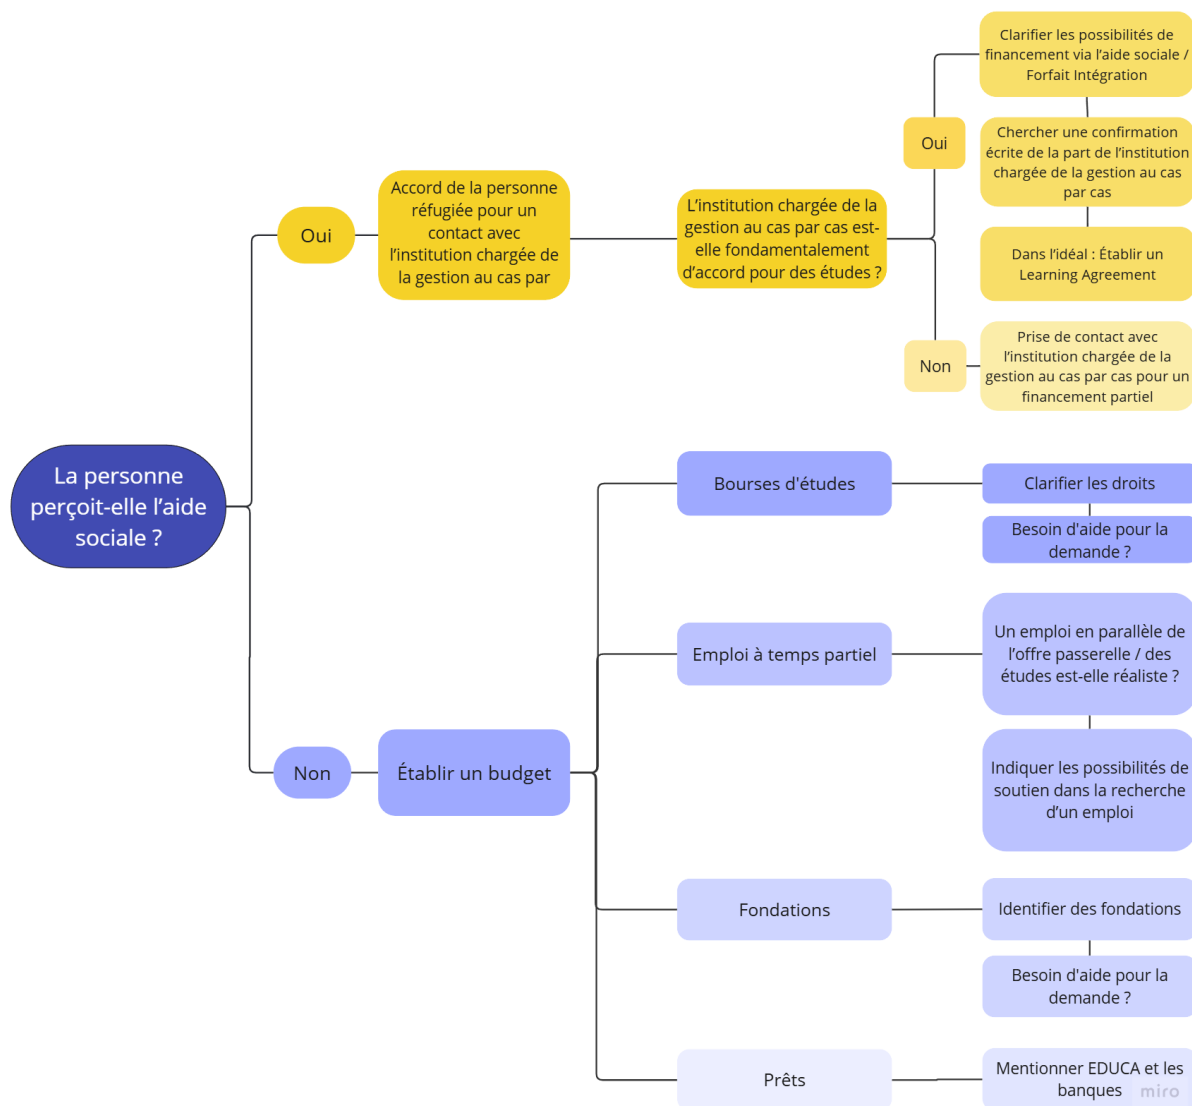 La personne
perçoit-elle l’aide
sociale ?
Oui
Accord de la personne
réfugiée pour un
contact avec
l’institution chargée de
la gestion au cas par
L’institution chargée de la
gestion au cas par cas est-
elle fondamentalement
d’accord pour des études ?
Oui
Clarifier les possibilités de
financement via l’aide sociale /
Forfait Intégration
Chercher une confirmation
écrite de la part de l’institution
chargée de la gestion au cas
par cas
Dans l’idéal : Établir un
Learning Agreement
Non
Prise de contact avec
l’institution chargée de la
gestion au cas par cas pour un
financement partiel
Non
Établir un budget
Bourses d'études
Clarifier les droits
Besoin d'aide pour la
demande ?
Emploi à temps partiel
Un emploi en parallèle de
l’offre passerelle / des
études est-elle réaliste ?
Indiquer les possibilités de
soutien dans la recherche
d’un emploi
Fondations
Identifier des fondations
Besoin d'aide pour la
demande ?
Prêts
Mentionner EDUCA et les
banques
miro